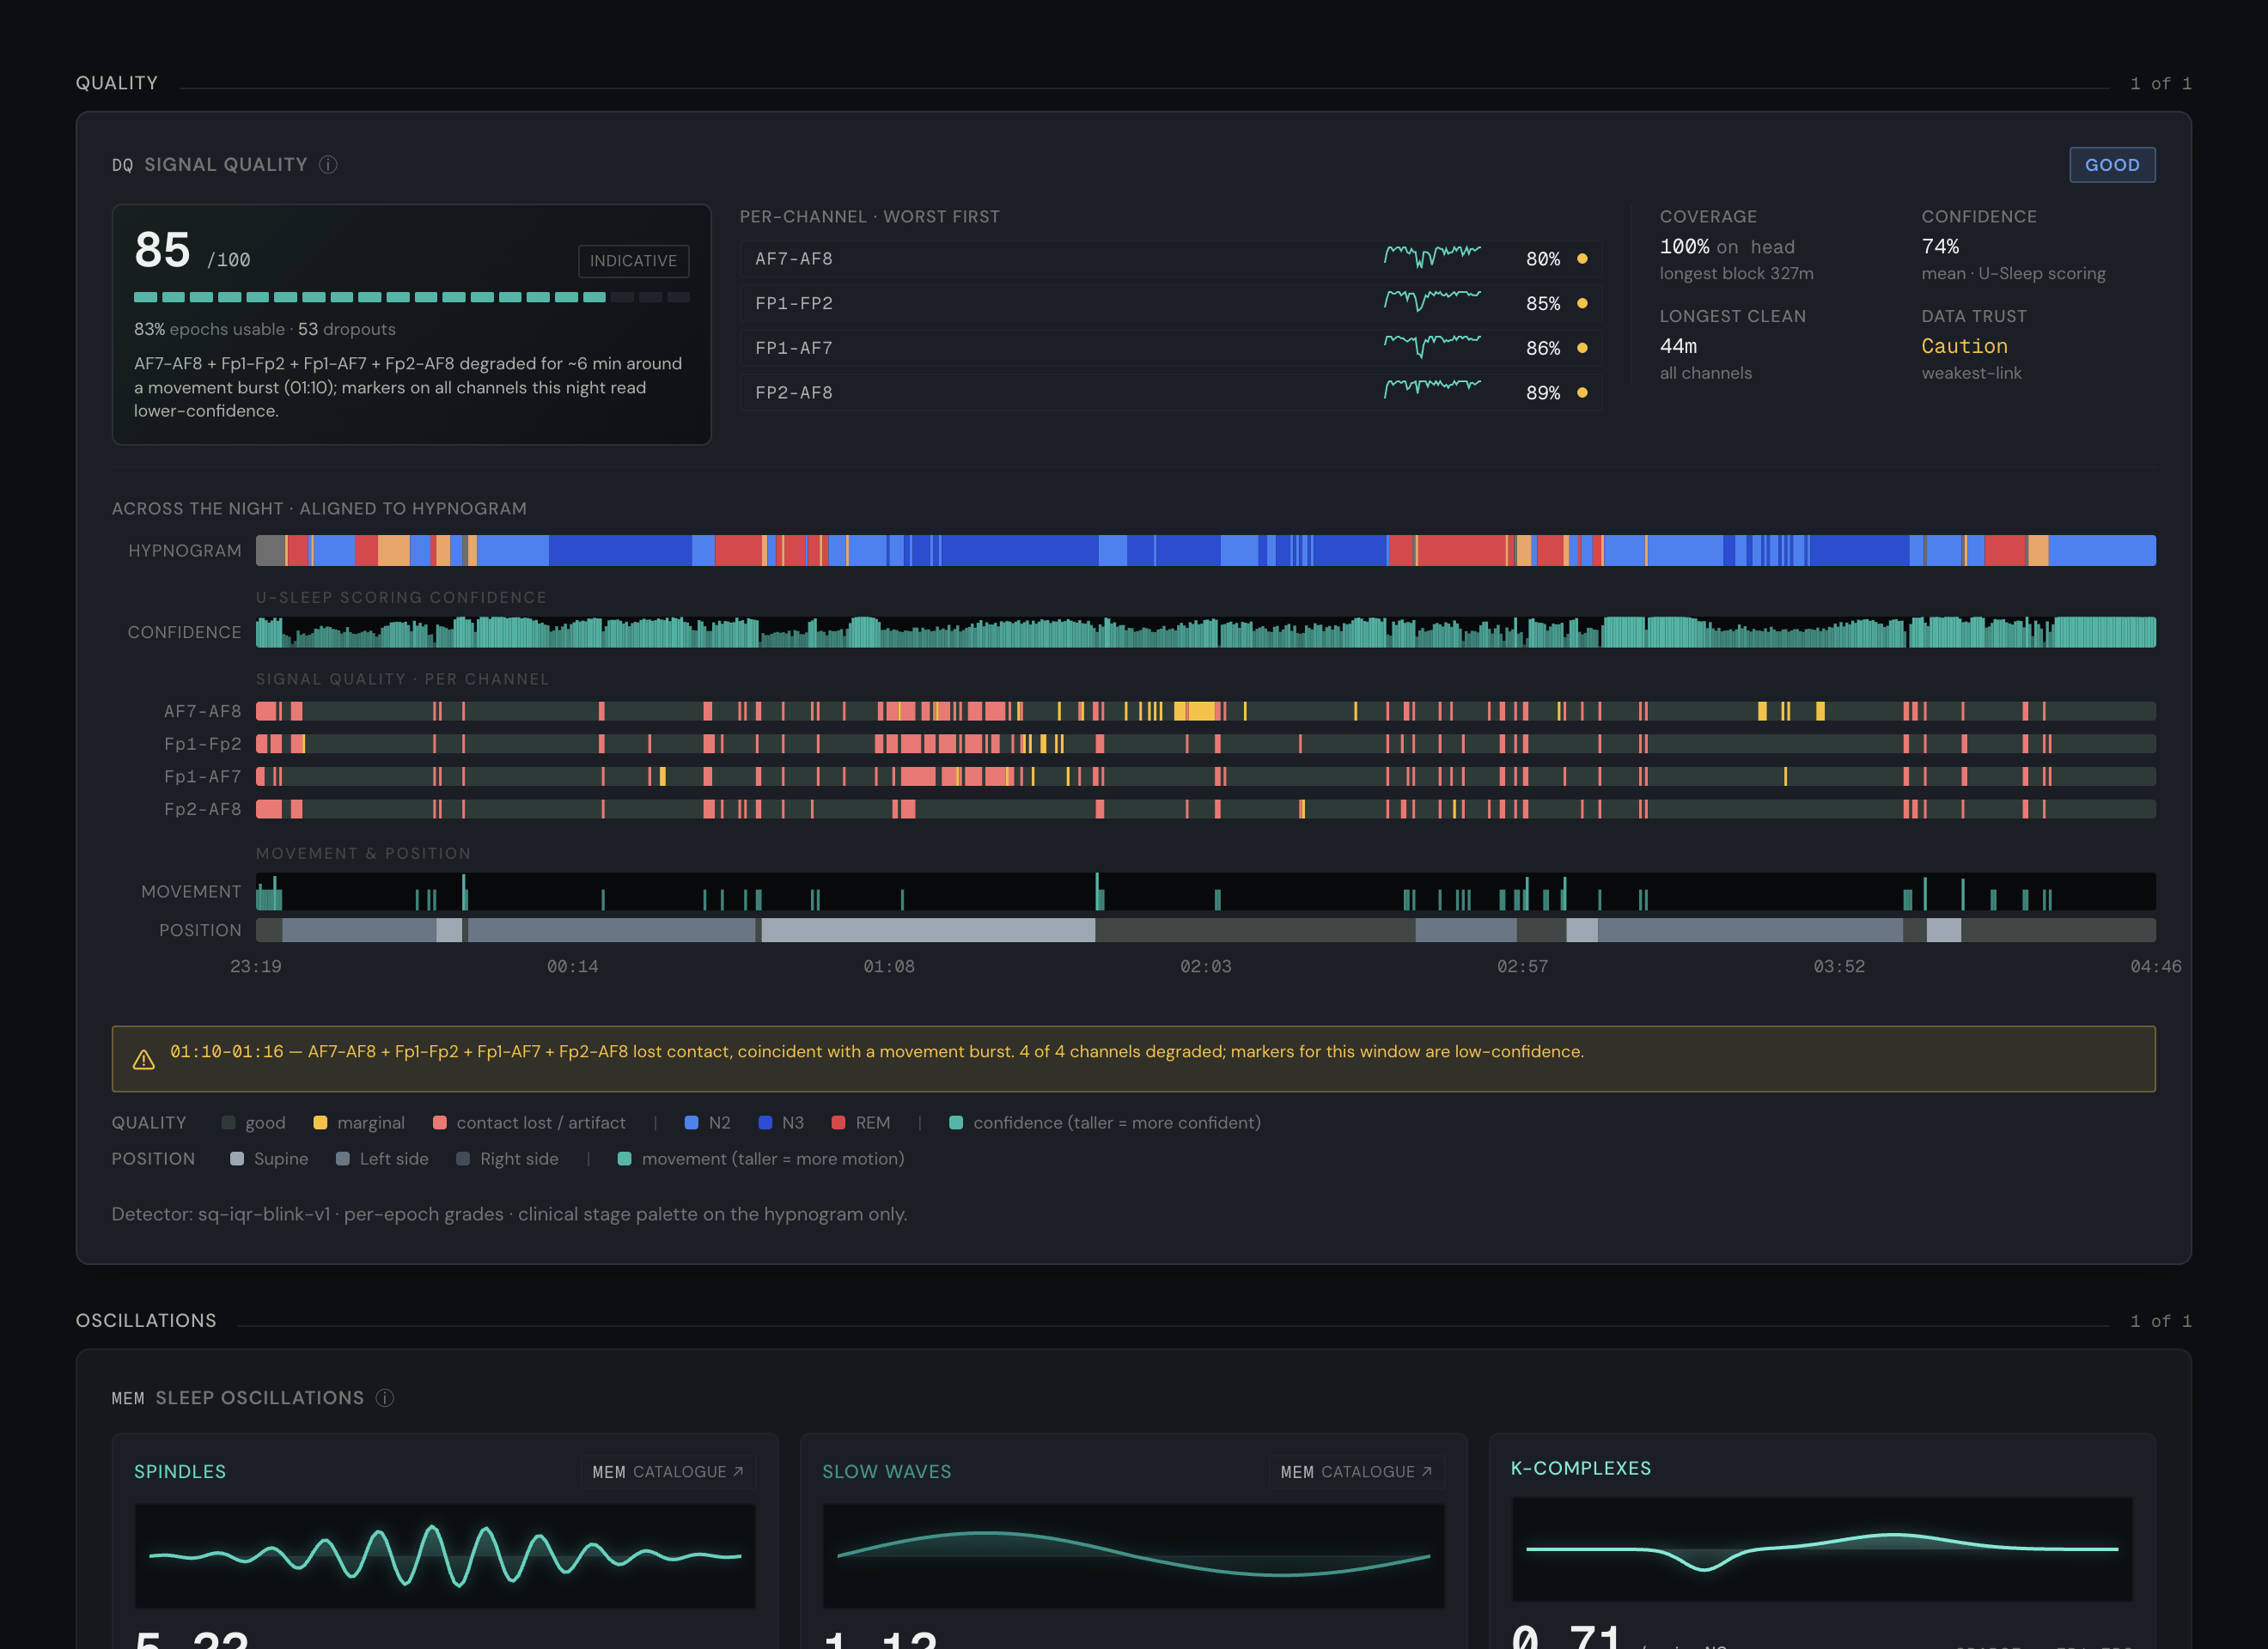 QUALITY 1 of 1
DQ SIGNAL QUALITY ⓘ GOOD
85 /100 INDICATIVE
83% epochs usable · 53 dropouts
AF7-AF8 + Fp1-Fp2 + Fp1-AF7 + Fp2-AF8 degraded for ~6 min around
a movement burst (01:10); markers on all channels this night read
lower-confidence.
PER-CHANNEL · WORST FIRST
AF7-AF8 80%
FP1-FP2 85%
FP1-AF7 86%
FP2-AF8 89%
COVERAGE
100% on head
longest block 327m
CONFIDENCE
74%
mean · U-Sleep scoring
LONGEST CLEAN
44m
all channels
DATA TRUST
Caution
weakest-link
ACROSS THE NIGHT · ALIGNED TO HYPNOGRAM
HYPNOGRAM
U-SLEEP SCORING CONFIDENCE
CONFIDENCE
SIGNAL QUALITY · PER CHANNEL
AF7-AF8
Fp1-Fp2
Fp1-AF7
Fp2-AF8
MOVEMENT & POSITION
MOVEMENT
POSITION
23:19 00:14 01:08 02:03 02:57 03:52 04:46
01:10-01:16 — AF7-AF8 + Fp1-Fp2 + Fp1-AF7 + Fp2-AF8 lost contact, coincident with a movement burst. 4 of 4 channels degraded; markers for this window are low-confidence.
QUALITY good marginal contact lost / artifact | N2 N3 REM | confidence (taller = more confident)
POSITION Supine Left side Right side | movement (taller = more motion)
Detector: sq-iqr-blink-v1 · per-epoch grades · clinical stage palette on the hypnogram only.
OSCILLATIONS 1 of 1
MEM SLEEP OSCILLATIONS ⓘ
SPINDLES MEM CATALOGUE ↗
SLOW WAVES MEM CATALOGUE ↗
K-COMPLEXES